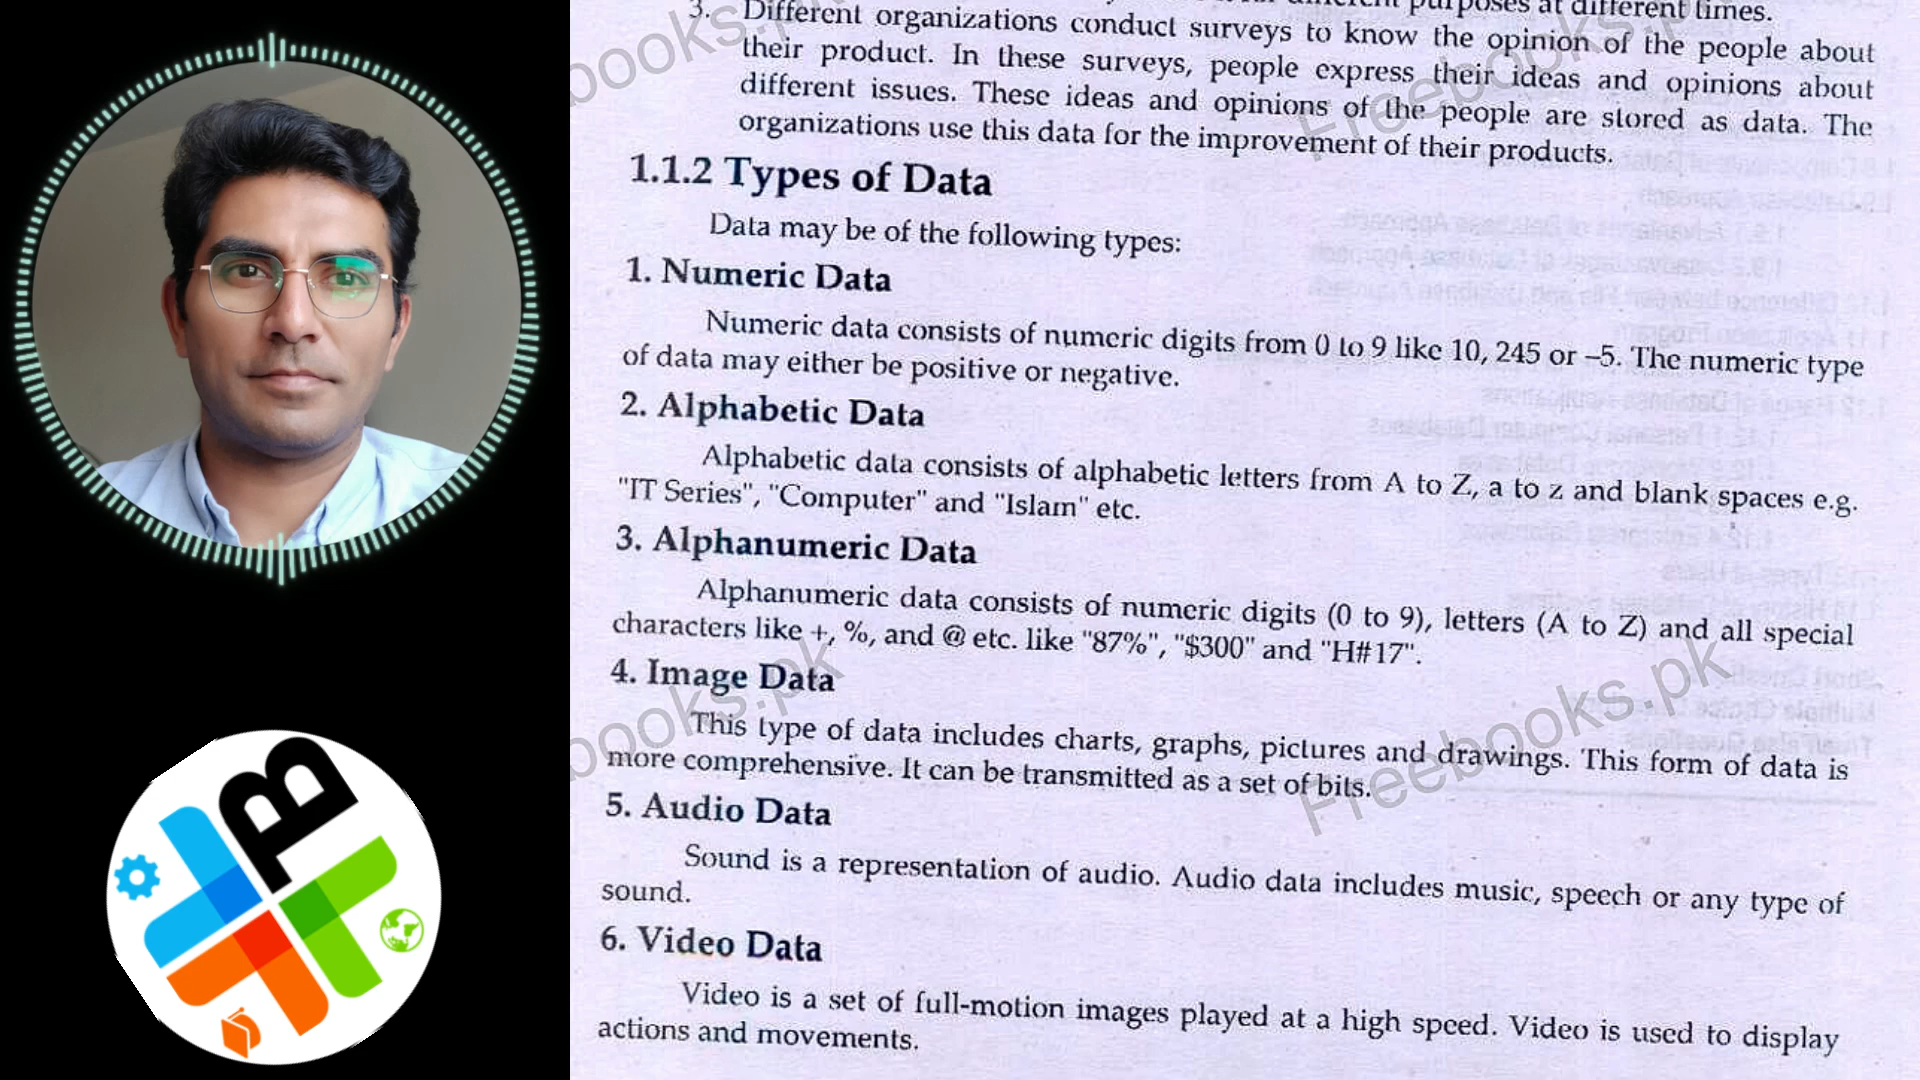 purposes at different times.
3. Different organizations conduct surveys to know the opinion of the people about
their product. In these surveys, people express their ideas and opinions about
different issues. These ideas and opinions of the people are stored as data. The
organizations use this data for the improvement of their products.
1.1.2 Types of Data
Data may be of the following types:
1. Numeric Data
Numeric data consists of numeric digits from 0 to 9 like 10, 245 or –5. The numeric type
of data may either be positive or negative.
2. Alphabetic Data
Alphabetic data consists of alphabetic letters from A to Z, a to z and blank spaces e.g.
"IT Series", "Computer" and "Islam" etc.
3. Alphanumeric Data
Alphanumeric data consists of numeric digits (0 to 9), letters (A to Z) and all special
characters like +, %, and @ etc. like "87%", "$300" and "H#17".
4. Image Data
This type of data includes charts, graphs, pictures and drawings. This form of data is
more comprehensive. It can be transmitted as a set of bits.
5. Audio Data
Sound is a representation of audio. Audio data includes music, speech or any type of
sound.
6. Video Data
Video is a set of full-motion images played at a high speed. Video is used to display
actions and movements.
books.pk
Freebooks.pk
books.pk
Freebooks.pk
B